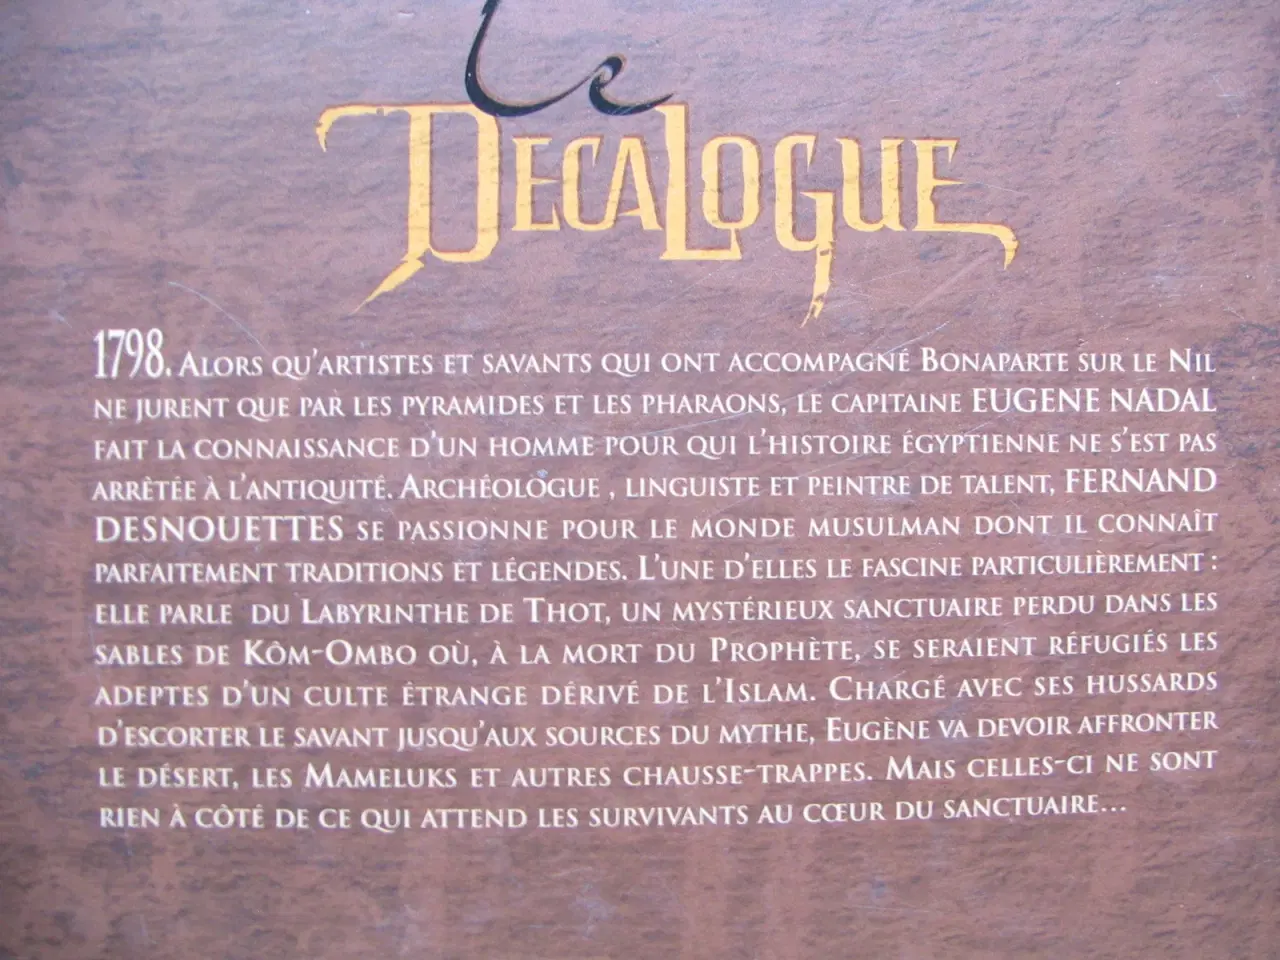 Le
DECALOGUE
1798. ALORS QU'ARTISTES ET SAVANTS QUI ONT ACCOMPAGNÉ BONAPARTE SUR LE NIL
NE JURENT QUE PAR LES PYRAMIDES ET LES PHARAONS, LE CAPITAINE EUGENE NADAL
FAIT LA CONNAISSANCE D'UN HOMME POUR QUI L'HISTOIRE ÉGYPTIENNE NE S'EST PAS
ARRÊTÉE À L'ANTIQUITÉ. ARCHÉOLOGUE , LINGUISTE ET PEINTRE DE TALENT, FERNAND
DESNOUETTES SE PASSIONNE POUR LE MONDE MUSULMAN DONT IL CONNAÎT
PARFAITEMENT TRADITIONS ET LÉGENDES. L'UNE D'ELLES LE FASCINE PARTICULIÈREMENT :
ELLE PARLE DU LABYRINTHE DE THOT, UN MYSTÉRIEUX SANCTUAIRE PERDU DANS LES
SABLES DE KÔM-OMBO OÙ, À LA MORT DU PROPHÈTE, SE SERAIENT RÉFUGIÉS LES
ADEPTES D'UN CULTE ÉTRANGE DÉRIVÉ DE L'ISLAM. CHARGÉ AVEC SES HUSSARDS
D'ESCORTER LE SAVANT JUSQU'AUX SOURCES DU MYTHE, EUGÈNE VA DEVOIR AFFRONTER
LE DÉSERT, LES MAMELUKS ET AUTRES CHAUSSE-TRAPPES. MAIS CELLES-CI NE SONT
RIEN À CÔTÉ DE CE QUI ATTEND LES SURVIVANTS AU CŒUR DU SANCTUAIRE...